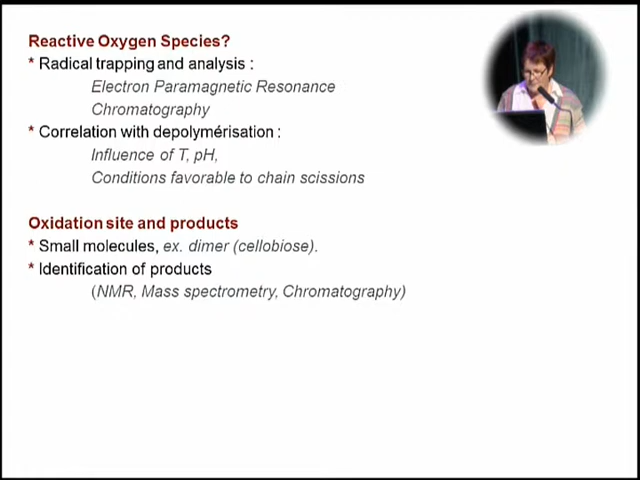 Reactive Oxygen Species?
* Radical trapping and analysis :
Electron Paramagnetic Resonance
Chromatography
* Correlation with depolymérisation :
Influence of T, pH,
Conditions favorable to chain scissions
Oxidation site and products
* Small molecules, ex. dimer (cellobiose).
* Identification of products
(NMR, Mass spectrometry, Chromatography)